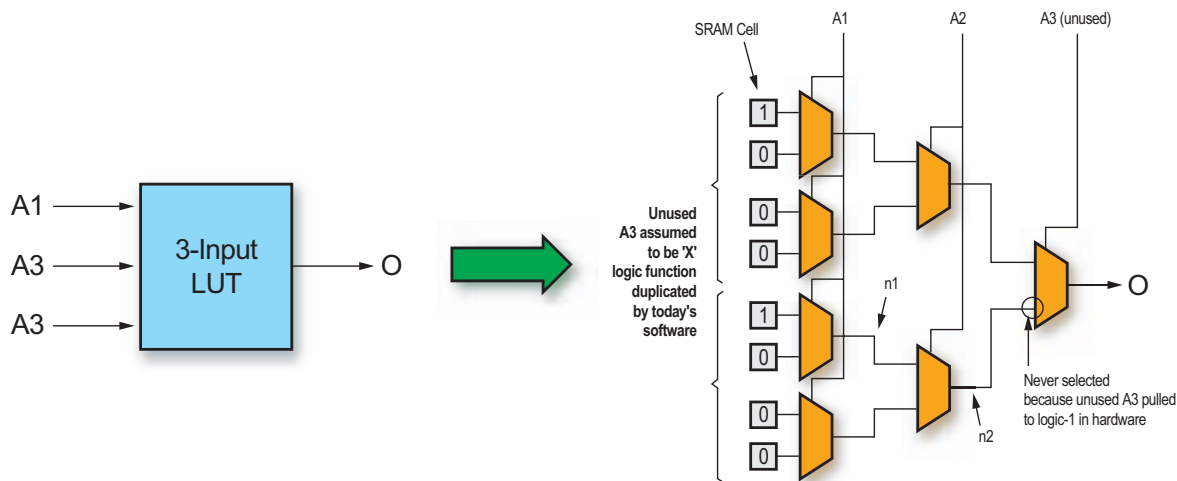 A1
A3
A3
3-Input
LUT
O
SRAM Cell
A1
A2
A3 (unused)
1
0
0
0
1
0
0
0
Unused
A3 assumed
to be 'X'
logic function
duplicated
by today's
software
n1
n2
O
Never selected
because unused A3 pulled
to logic-1 in hardware